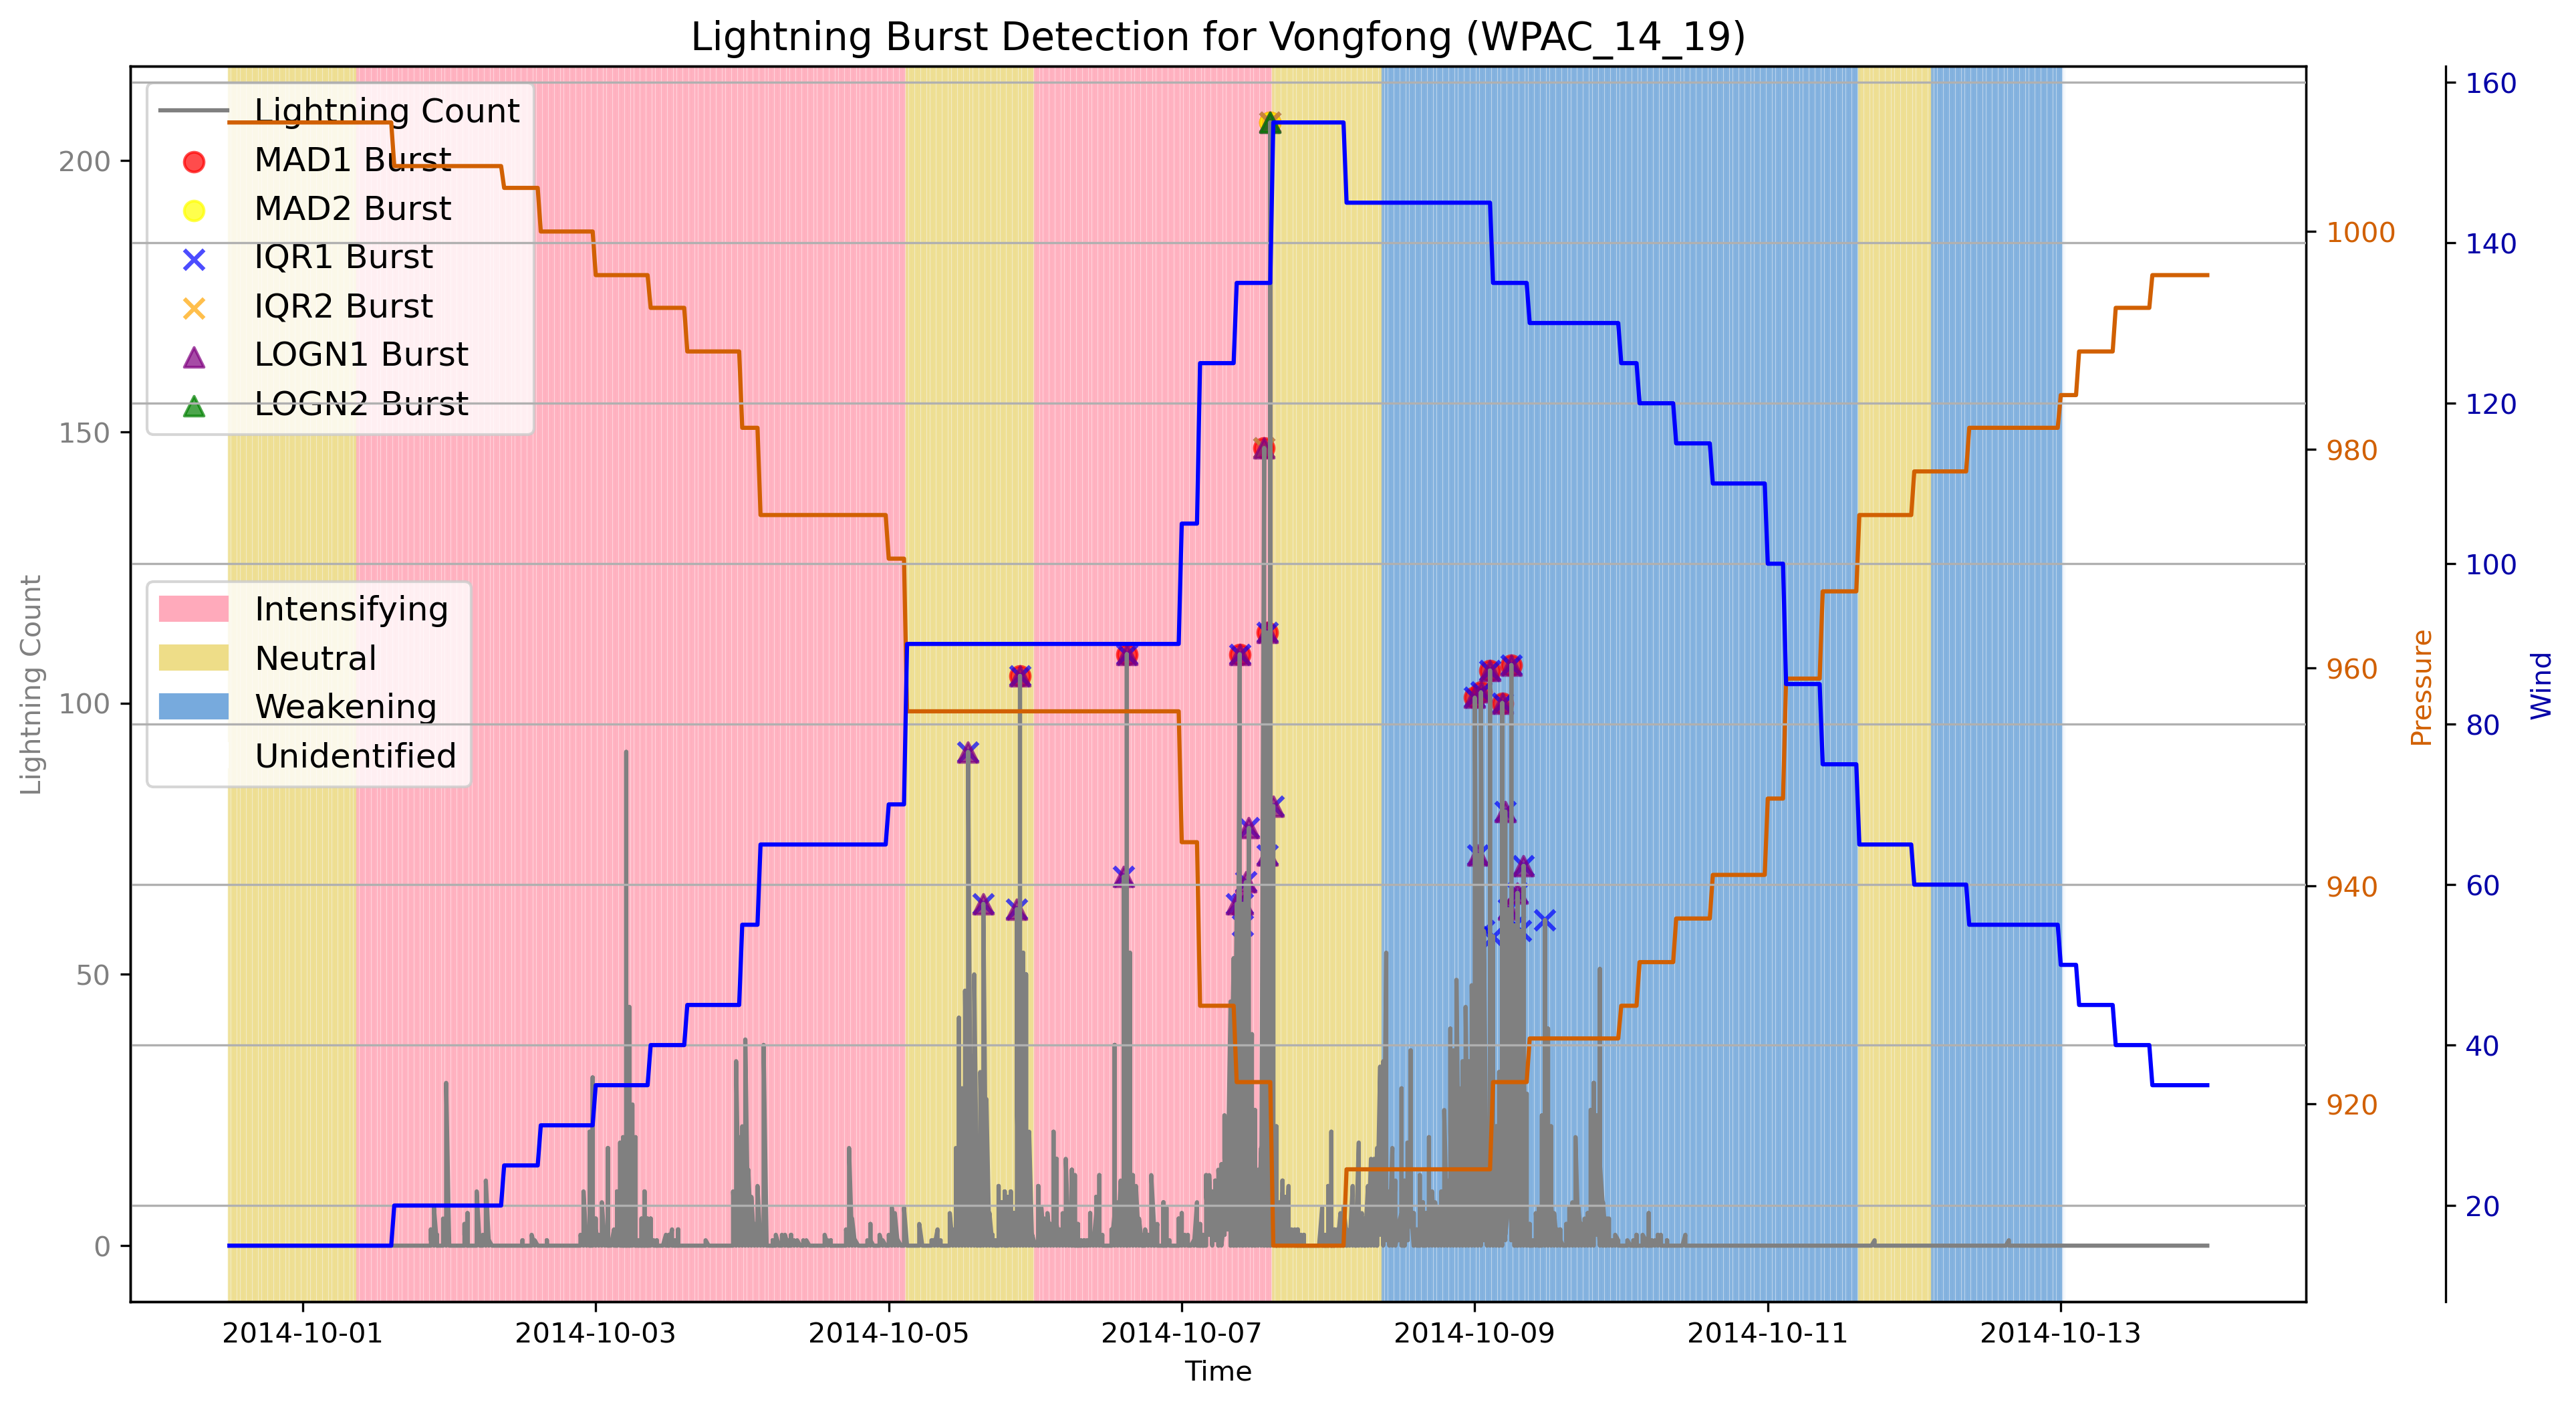 Lightning Burst Detection for Vongfong (WPAC_14_19)
Lightning Count
MAD1 Burst
MAD2 Burst
IQR1 Burst
IQR2 Burst
LOGN1 Burst
LOGN2 Burst
Intensifying
Neutral
Weakening
Unidentified
Lightning Count
200
150
100
50
0
1000
980
960
940
920
Pressure
160
140
120
100
80
60
40
20
Wind
2014-10-01
2014-10-03
2014-10-05
2014-10-07
2014-10-09
2014-10-11
2014-10-13
Time